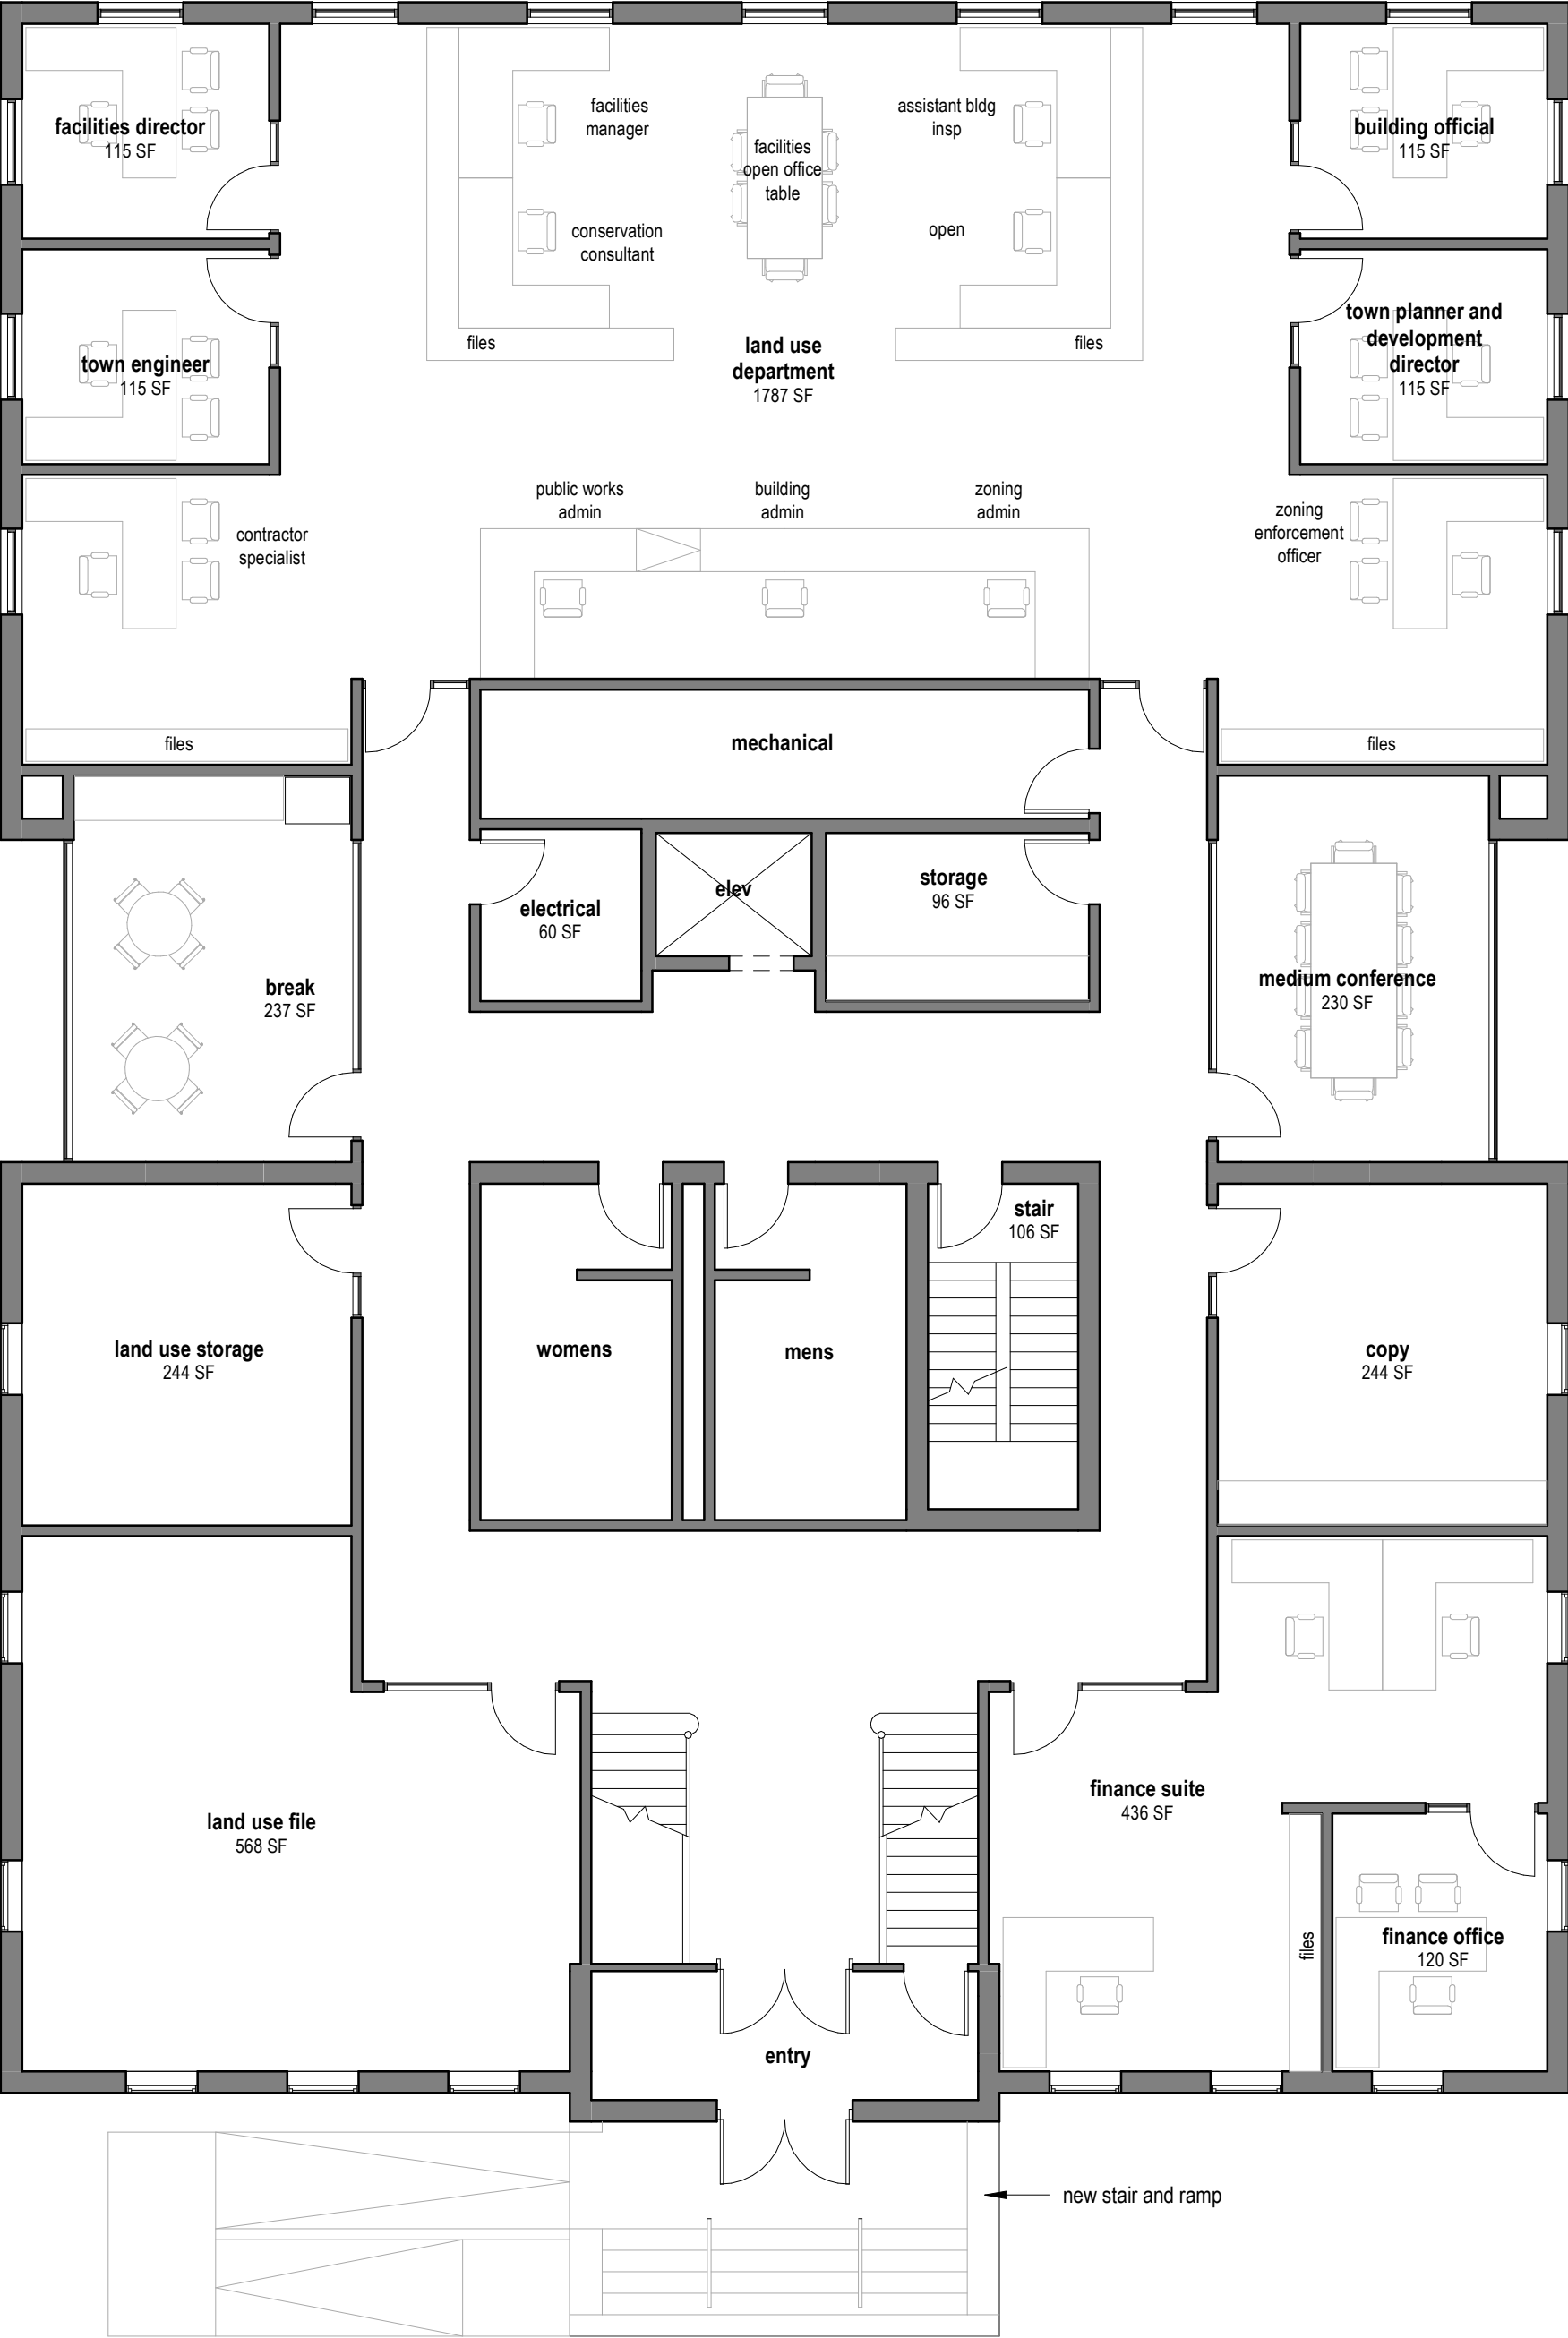 facilities
manager
facilities
open office
table
assistant bldg
insp
facilities director
115 SF
building official
115 SF
conservation
consultant
open
town engineer
115 SF
files
land use
department
1787 SF
files
town planner and
development
director
115 SF
public works
admin
building
admin
zoning
admin
contractor
specialist
zoning
enforcement
officer
files
mechanical
files
electrical
60 SF
elev
storage
96 SF
break
237 SF
medium conference
230 SF
stair
106 SF
land use storage
244 SF
womens
mens
copy
244 SF
land use file
568 SF
finance suite
436 SF
files
finance office
120 SF
entry
new stair and ramp